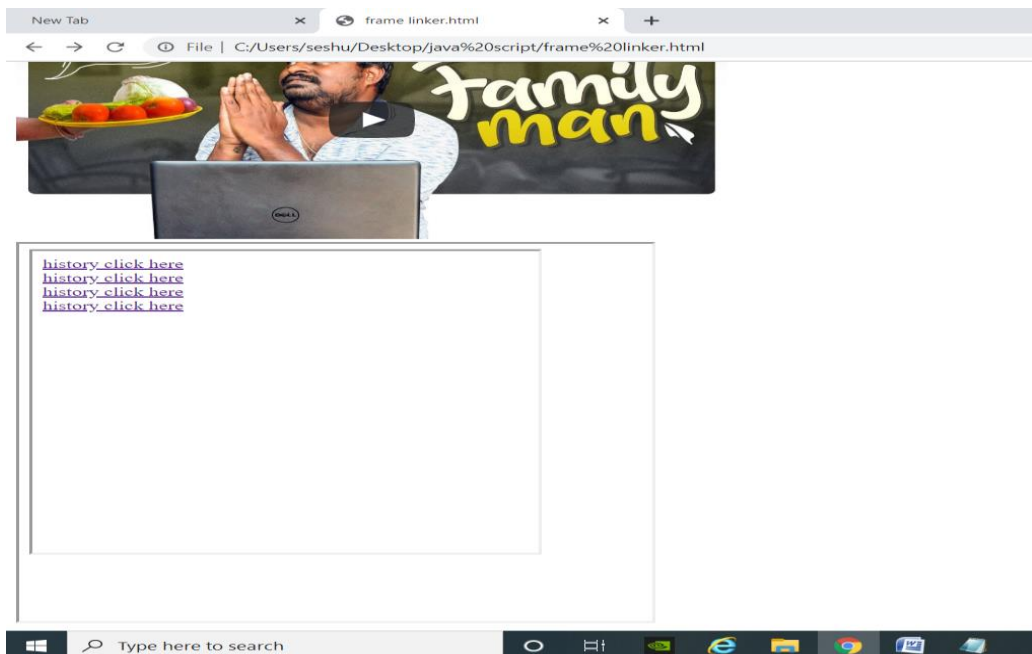 New Tab
frame linker.html
File | C:/Users/seshu/Desktop/java%20script/frame%20linker.html
Family
man
DELL
history click here
history click here
history click here
history click here
Type here to search